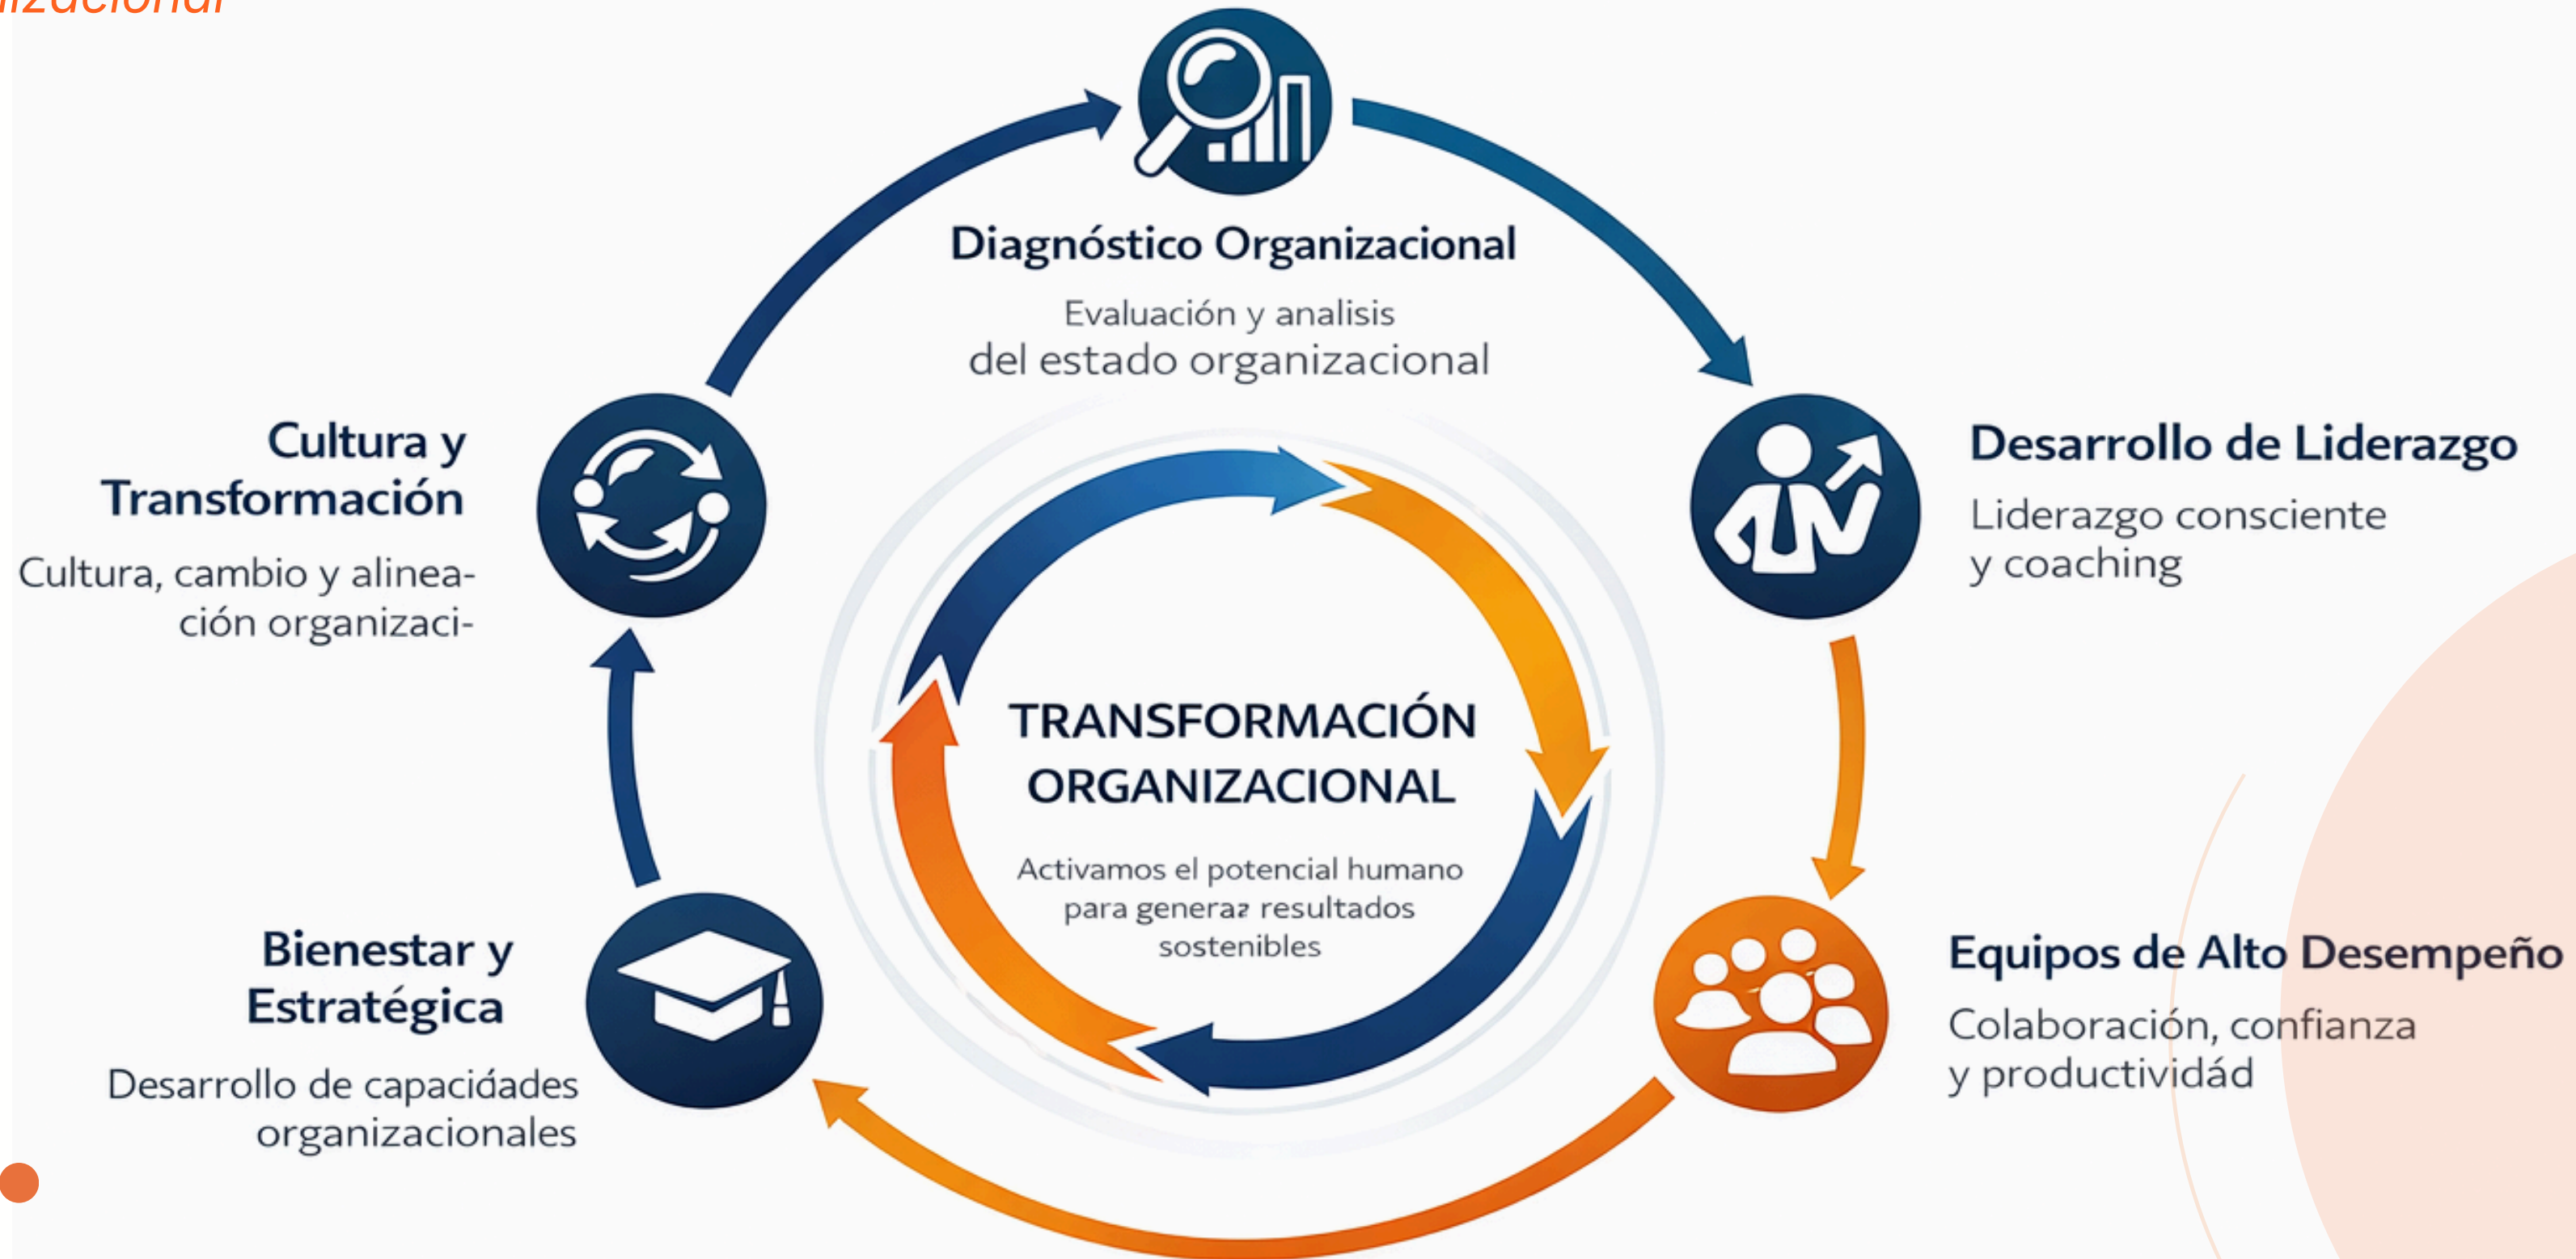 lizacional
Diagnóstico Organizacional
Evaluación y analisis
del estado organizacional
Desarrollo de Liderazgo
Liderazgo consciente
y coaching
Equipos de Alto Desempeño
Colaboración, confianza
y productividád
Bienestar y
Estratégica
Desarrollo de capacidades
organizacionales
Cultura y
Transformación
Cultura, cambio y alinea-
ción organizaci-
TRANSFORMACIÓN
ORGANIZACIONAL
Activamos el potencial humano
para generaz resultados
sostenibles